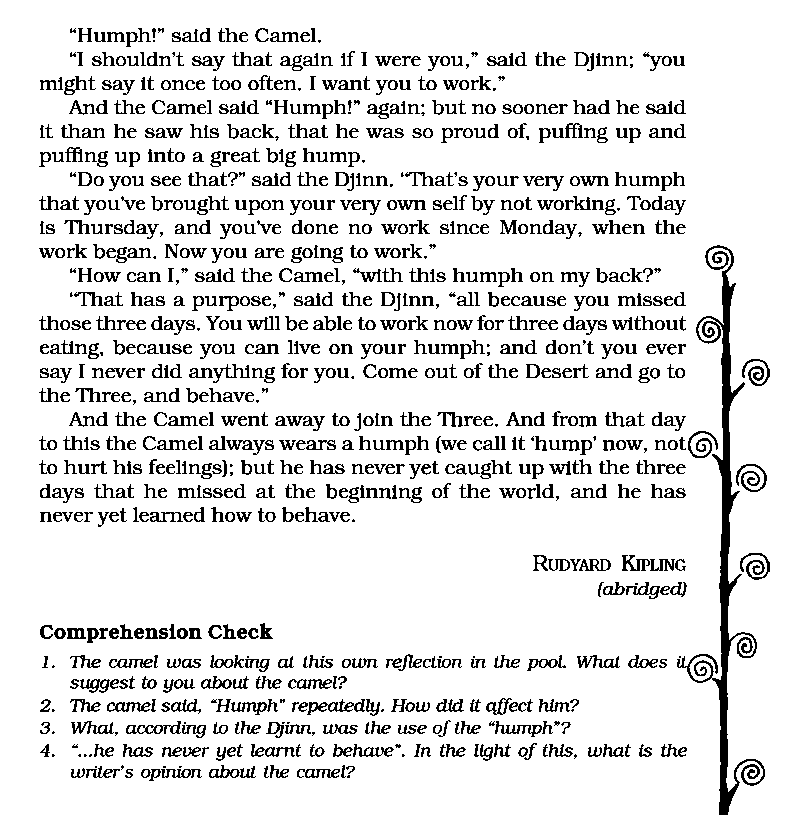 “Humph!” said the Camel.
“I shouldn’t say that again if I were you,” said the Djinn; “you
might say it once too often. I want you to work.”
And the Camel said “Humph!” again; but no sooner had he said
it than he saw his back, that he was so proud of, puffing up and
puffing up into a great big hump.
“Do you see that?” said the Djinn. “That’s your very own humph
that you’ve brought upon your very own self by not working. Today
is Thursday, and you’ve done no work since Monday, when the
work began. Now you are going to work.”
“How can I,” said the Camel, “with this humph on my back?”
“That has a purpose,” said the Djinn, “all because you missed
those three days. You will be able to work now for three days without
eating, because you can live on your humph; and don’t you ever
say I never did anything for you. Come out of the Desert and go to
the Three, and behave.”
And the Camel went away to join the Three. And from that day
to this the Camel always wears a humph (we call it ‘hump’ now, not
to hurt his feelings); but he has never yet caught up with the three
days that he missed at the beginning of the world, and he has
never yet learned how to behave.
RUDYARD KIPLING
(abridged)
Comprehension Check
1. The camel was looking at this own reflection in the pool. What does it
suggest to you about the camel?
2. The camel said, “Humph” repeatedly. How did it affect him?
3. What, according to the Djinn, was the use of the “humph”?
4. “...he has never yet learnt to behave”. In the light of this, what is the
writer’s opinion about the camel?